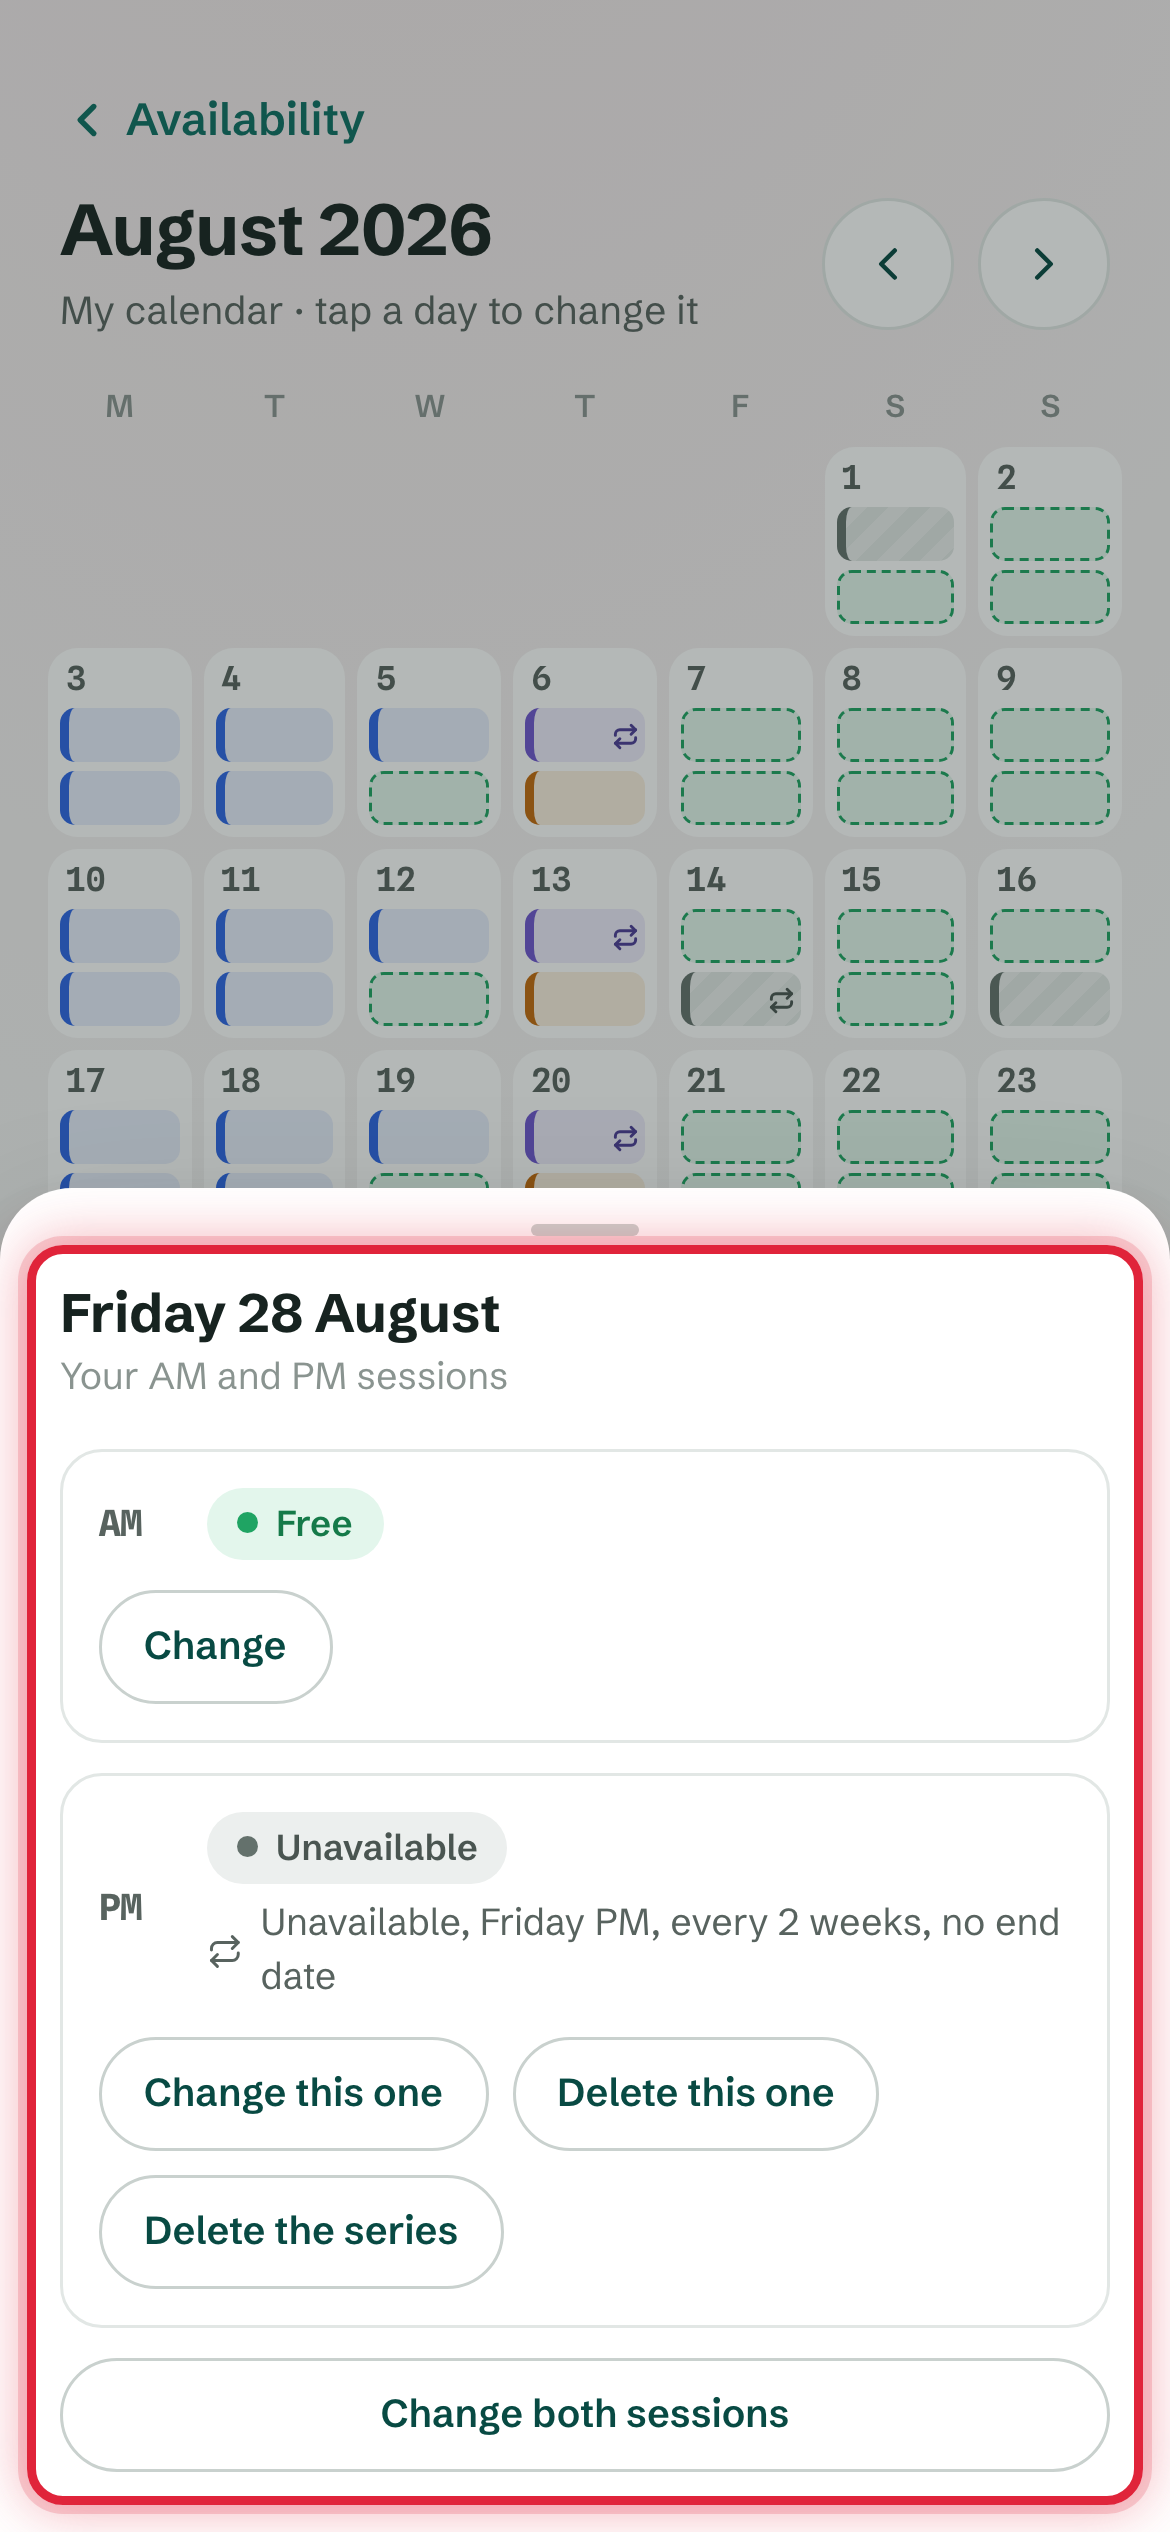 Availability
August 2026
My calendar · tap a day to change it
M T W T F S S
1 2
3 4 5 6 7 8 9
10 11 12 13 14 15 16
17 18 19 20 21 22 23
Friday 28 August
Your AM and PM sessions
AM Free
Change
Unavailable
PM
Unavailable, Friday PM, every 2 weeks, no end
date
Change this one Delete this one
Delete the series
Change both sessions